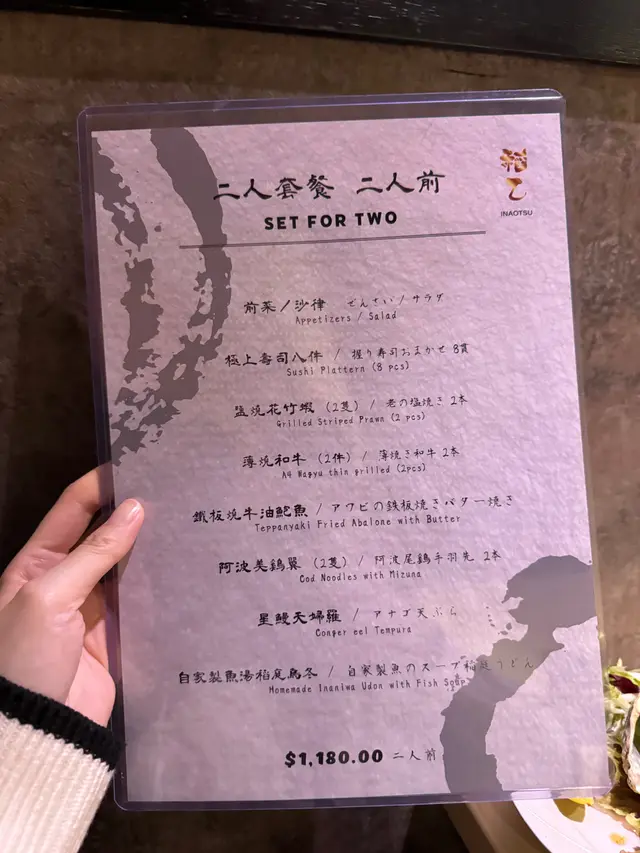 二人套餐 二人前
SET FOR TWO
稻乙
INAOTSU
前菜／沙律 ぜんさい／サラダ
Appetizers / Salad
極上壽司八件 / 握り寿司おまかせ 8貫
Sushi Plattern (8 pcs)
鹽燒花竹蝦 (2隻) / 老の塩焼き 2本
Grilled Striped Prawn (2 pcs)
薄燒和牛 (2件) / 薄焼き和牛 2本
A4 Wagyu thin grilled (2pcs)
鐵板燒牛油鮑魚 / アワビの鉄板焼きバター焼き
Teppanyaki Fried Abalone with Butter
阿波美鷄翼 (2隻) / 阿波尾鶏手羽先 2本
Cod Noodles with Mizuna
星鰻天婦羅 / アナゴ天ぷら
Conger eel Tempura
自家製魚湯稻庭烏冬 / 自家製魚のスープ稲庭うどん
Homemade Inaniwa Udon with Fish Soup
$1,180.00 二人前